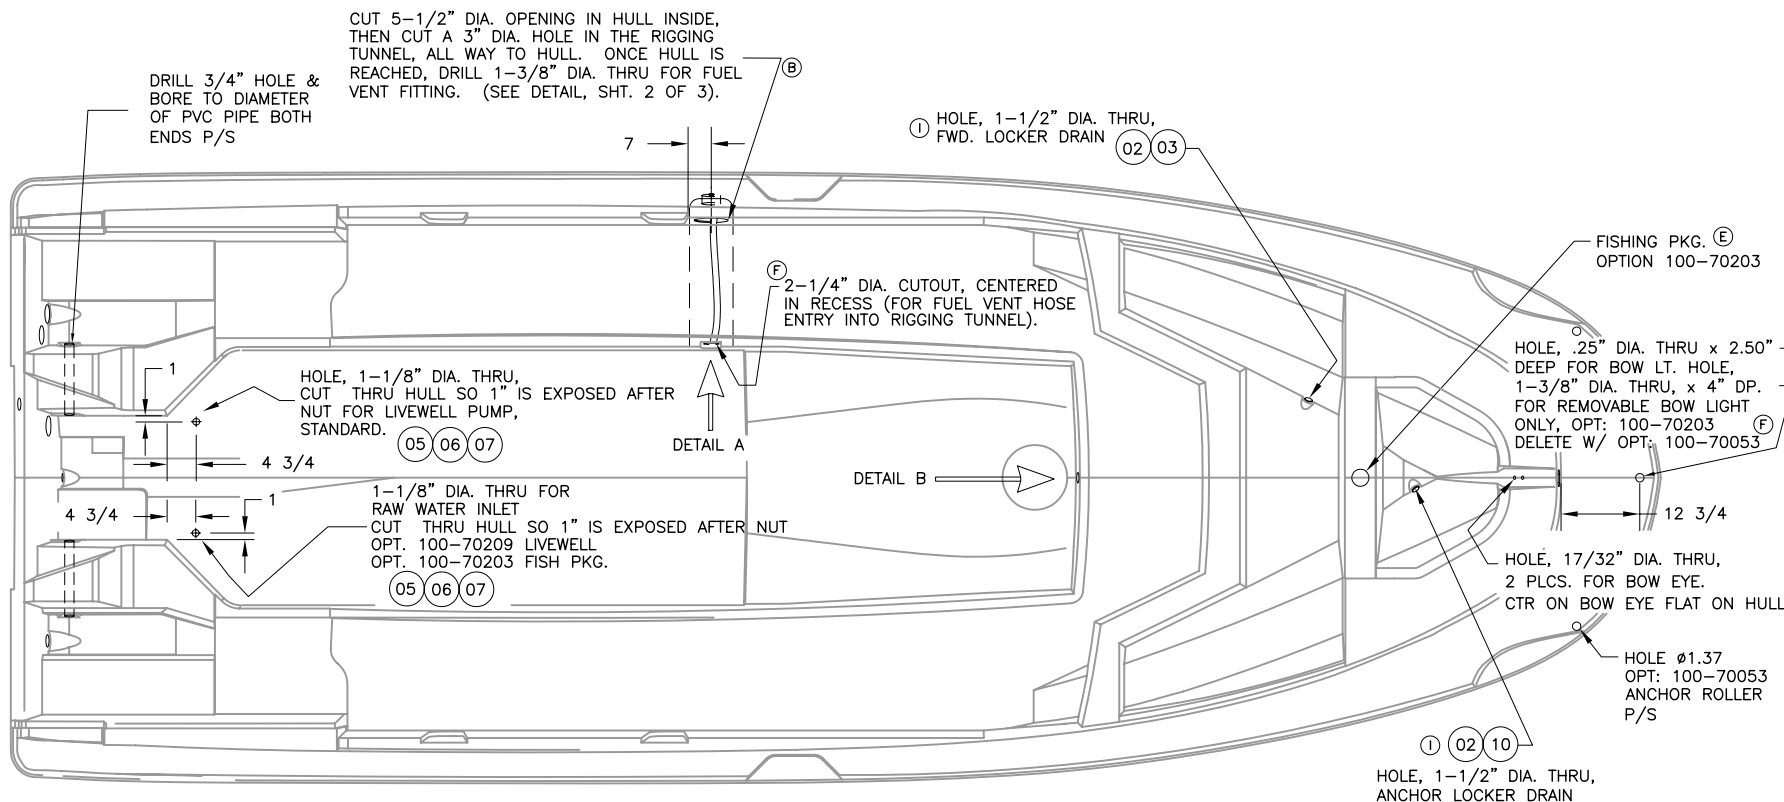 CUT 5-1/2” DIA. OPENING IN HULL INSIDE,
THEN CUT A 3” DIA. HOLE IN THE RIGGING
TUNNEL, ALL WAY TO HULL. ONCE HULL IS
REACHED, DRILL 1-3/8” DIA. THRU FOR FUEL
VENT FITTING. (SEE DETAIL, SHT. 2 OF 3).
B
DRILL 3/4” HOLE &
BORE TO DIAMETER
OF PVC PIPE BOTH
ENDS P/S
7
I HOLE, 1-1/2” DIA. THRU,
FWD. LOCKER DRAIN
02 03
FISHING PKG. E
OPTION 100-70203
F
2-1/4” DIA. CUTOUT, CENTERED
IN RECESS (FOR FUEL VENT HOSE
ENTRY INTO RIGGING TUNNEL).
HOLE, .25” DIA. THRU x 2.50”
DEEP FOR BOW LT. HOLE,
1-3/8” DIA. THRU, x 4” DP.
FOR REMOVABLE BOW LIGHT
ONLY, OPT: 100-70203
DELETE W/ OPT: 100-70053
F
1
HOLE, 1-1/8” DIA. THRU,
CUT THRU HULL SO 1” IS EXPOSED AFTER
NUT FOR LIVEWELL PUMP,
STANDARD.
05 06 07
4 3/4
DETAIL A
DETAIL B
1
4 3/4
1-1/8” DIA. THRU FOR
RAW WATER INLET
CUT THRU HULL SO 1” IS EXPOSED AFTER NUT
OPT. 100-70209 LIVEWELL
OPT. 100-70203 FISH PKG.
05 06 07
12 3/4
HOLE, 17/32” DIA. THRU,
2 PLCS. FOR BOW EYE.
CTR ON BOW EYE FLAT ON HULL
HOLE ø1.37
OPT: 100-70053
ANCHOR ROLLER
P/S
I 02 10
HOLE, 1-1/2” DIA. THRU,
ANCHOR LOCKER DRAIN